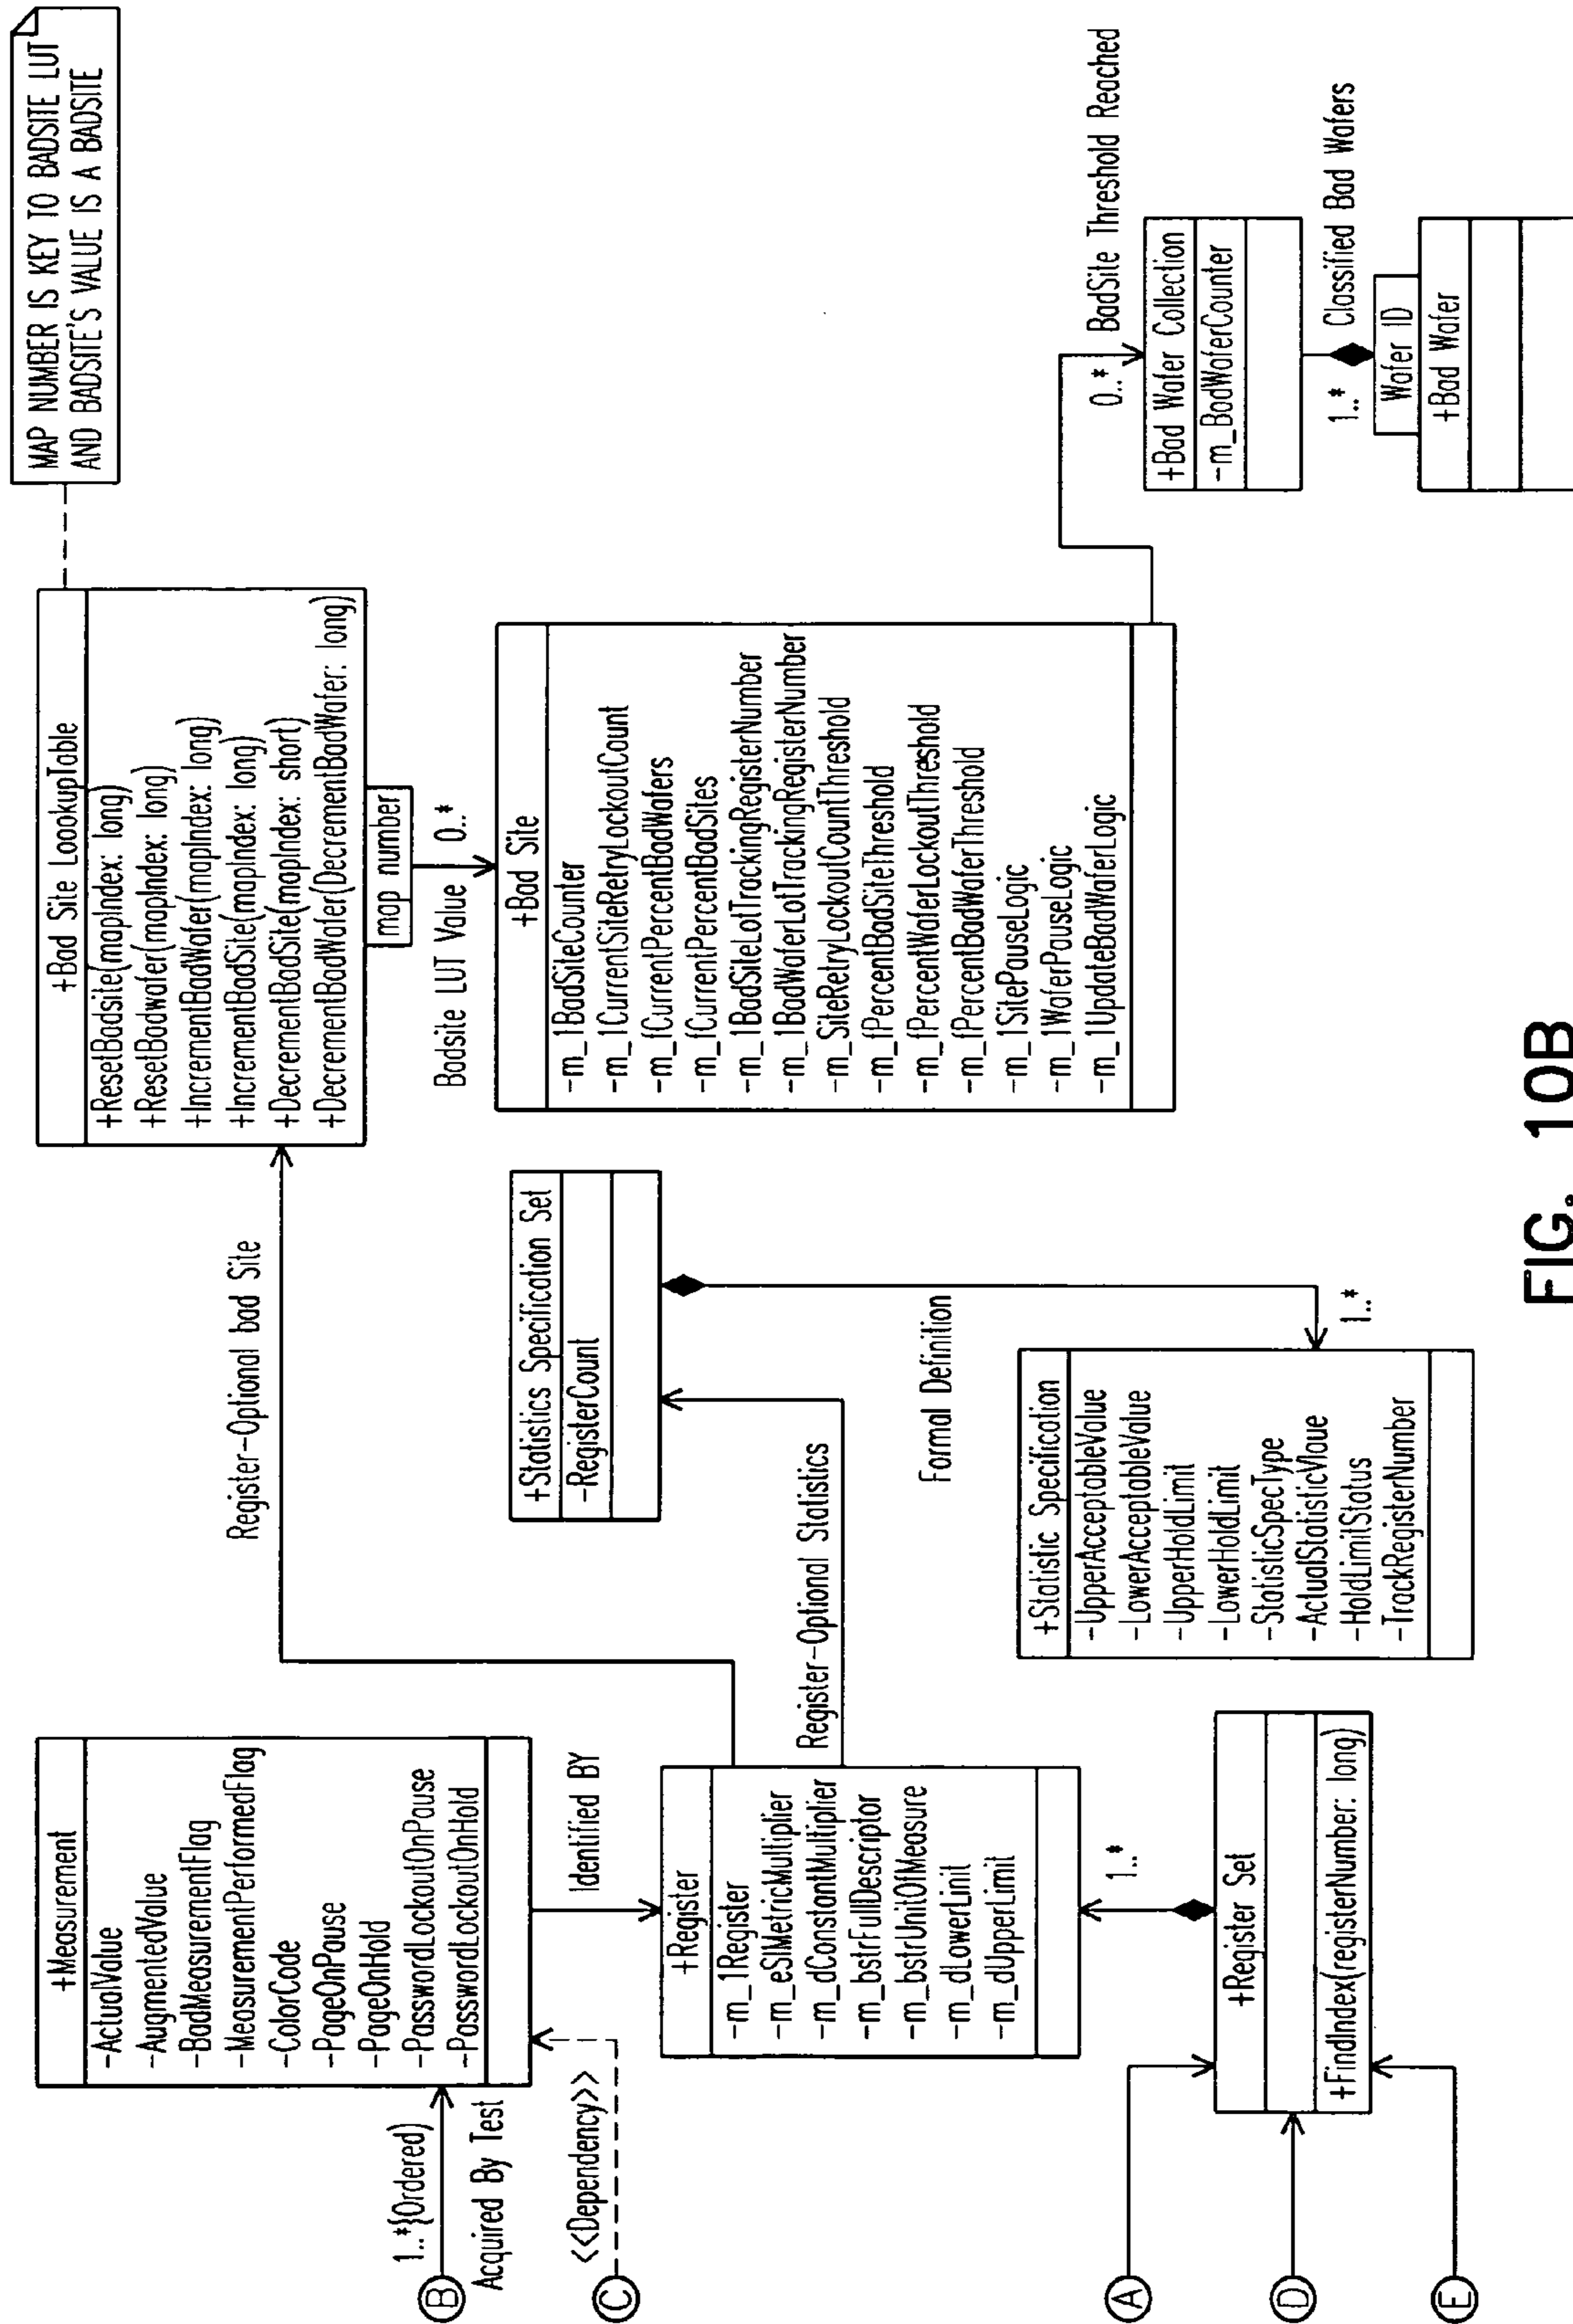 MAP NUMBER IS KEY TO BADSITE LUT
AND BADSITE'S VALUE IS A BADSITE
+Bad Site LookupTable
+ResetBadsite(mapIndex: long)
+ResetBadwafer(mapIndex: long)
+IncrementBadWafer(mapIndex: long)
+IncrementBadSite(mapIndex: long)
+DecrementBadSite(mapIndex: short)
+DecrementBadWafer(DecrementBadWafer: long)
map number
Badsite LUT Value
0..*
+Bad Site
-m_1BadSiteCounter
-m_1CurrentSiteRetryLockoutCount
-m_fCurrentPercentBadWafers
-m_fCurrentPercentBadSites
-m_1BadSiteLotTrackingRegisterNumber
-m_1BadWaferLotTrackingRegisterNumber
-m_SiteRetryLockoutCountThreshold
-m_fPercentBadSiteThreshold
-m_fPercentWaferLockoutThreshold
-m_fPercentBadWaferThreshold
-m_1SitePauseLogic
-m_1WaferPauseLogic
-m_1UpdateBadWaferLogic
0..*
BadSite Threshold Reached
+Bad Wafer Collection
-m_BadWaferCounter
1..*
Classified Bad Wafers
Wafer ID
+Bad Wafer
Register-Optional bad Site
+Statistics Specification Set
-RegisterCount
Register-Optional Statistics
Formal Definition
1..*
+Statistic Specification
-UpperAcceptableValue
-LowerAcceptableValue
-UpperHoldLimit
-LowerHoldLimit
-StatisticSpecType
-ActualStatisticVlaue
-HoldLimitStatus
-TrackRegisterNumber
+Measurement
-ActualValue
-AugmentedValue
-BadMeasurementFlag
-MeasurementPerformedFlag
-ColorCode
-PageOnPause
-PageOnHold
-PasswordLockoutOnPause
-PasswordLockoutOnHold
1..*{Ordered)
B
Acquired By Test
<<Dependency>>
C
Identified BY
+Register
-m_1Register
-m_eSIMetricMultiplier
-m_dConstantMultiplier
-m_bstrFullDescriptor
-m_bstrUnitOfMeasure
-m_dLowerLinit
-m_dUpperLimit
1..*
+Register Set
+FindIndex(registerNumber: long)
A
D
E
FIG. 10B